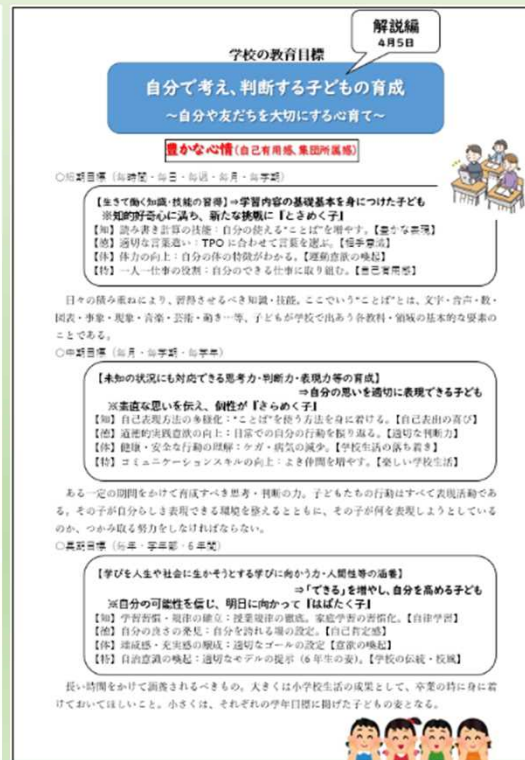 解説編
4月5日
学校の教育目標
自分で考え、判断する子どもの育成
～自分や友だちを大切にする心育て～
豊かな心情(自己有用感、集団所属感)
○短期目標（毎時間・毎日・毎週・毎月・毎学期）
【生きて働く知識・技能の習得】⇒学習内容の基礎基本を身につけた子ども
※知的好奇心に満ち、新たな挑戦に『ときめく子』
【知】読み書き計算の技能：自分の使える“ことば”を増やす。【豊かな表現】
【徳】適切な言葉遣い：TPOに合わせて言葉を選ぶ。【相手意識】
【体】体力の向上：自分の体の特徴がわかる。【運動意欲の喚起】
【特】一人一仕事の役割：自分のできる仕事に取り組む。【自己有用感】
日々の積み重ねにより、習得させるべき知識・技能。ここでいう“ことば”とは、文字・音声・数・
図表・事象・現象・音楽・芸術・動き…等、子どもが学校で出あう各教科・領域の基本的な要素の
ことである。
○中期目標（毎月・毎学期・毎学年）
【未知の状況にも対応できる思考力・判断力・表現力等の育成】
⇒自分の思いを適切に表現できる子ども
※素直な思いを伝え、個性が『きらめく子』
【知】自己表現方法の多様化：“ことば”を使う方法を身に着ける。【自己表出の喜び】
【徳】道徳的実践意欲の向上：日常での自分の行動を振り返る。【適切な判断力】
【体】健康・安全な行動の理解：ケガ・病気の減少。【学校生活の落ち着き】
【特】コミュニケーションスキルの向上：よき仲間を増やす。【楽しい学校生活】
ある一定の期間をかけて育成すべき思考・判断の力。子どもたちの行動はすべて表現活動であ
る。その子が自分らしさ表現できる環境を整えるとともに、その子が何を表現しようとしている
のか、つかみ取る努力をしなければならない。
○長期目標（毎年・学年部・6年間）
【学びを人生や社会に生かそうとする学びに向かう力・人間性等の涵養】
⇒「できる」を増やし、自分を高める子ども
※自分の可能性を信じ、明日に向かって『はばたく子』
【知】学習習慣・規律の確立：授業規律の徹底。家庭学習の習慣化。【自律学習】
【徳】自分の良さの発見：自分を誇れる場の設定。【自己肯定感】
【体】達成感・充実感の醸成：適切なゴールの設定【意欲の喚起】
【特】自治意識の喚起：適切なモデルの提示（6年生の姿）。【学校の伝統・校風】
長い時間をかけて涵養されるべきもの。大きくは小学校生活の成果として、卒業の時に身に着
けておいてほしいこと。小さくは、それぞれの学年目標に掲げた子どもの姿となる。